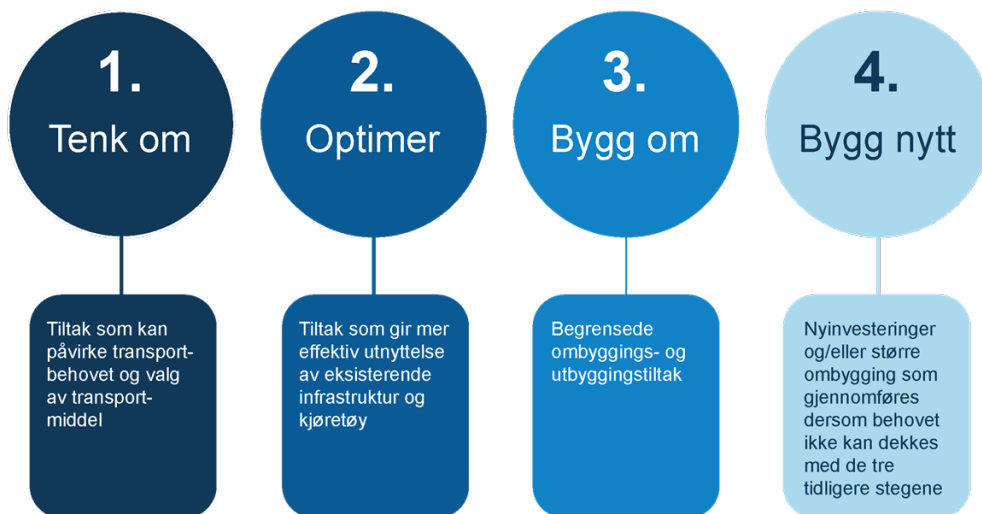 1.
Tenk om
2.
Optimer
3.
Bygg om
4.
Bygg nytt
Tiltak som kan
påvirke transport-
behovet og valg
av transport-
middel
Tiltak som gir mer
effektiv utnyttelse
av eksisterende
infrastruktur og
kjøretøy
Begrensede
ombyggings- og
utbyggingstiltak
Nyinvesteringer
og/eller større
ombygging som
gjennomføres
dersom behovet
ikke kan dekkes
med de tre
tidligere stegene